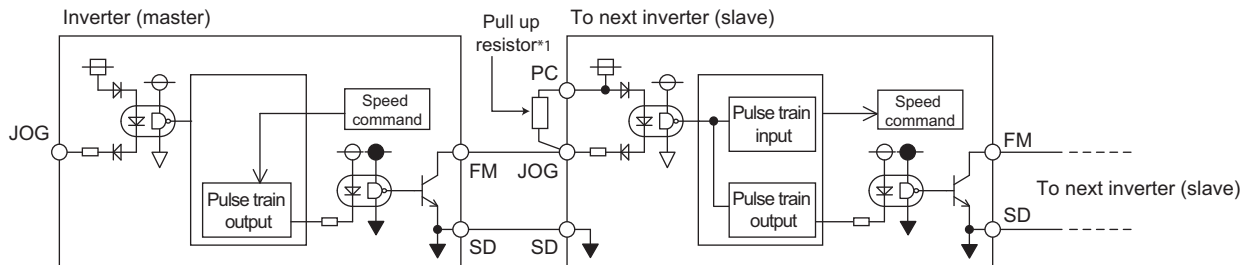 Inverter (master)
Pull up
resistor*1
To next inverter (slave)
PC
JOG
Speed
command
Pulse train
output
FM
JOG
SD
SD
Pulse train
input
Speed
command
Pulse train
output
FM
SD
To next inverter (slave)